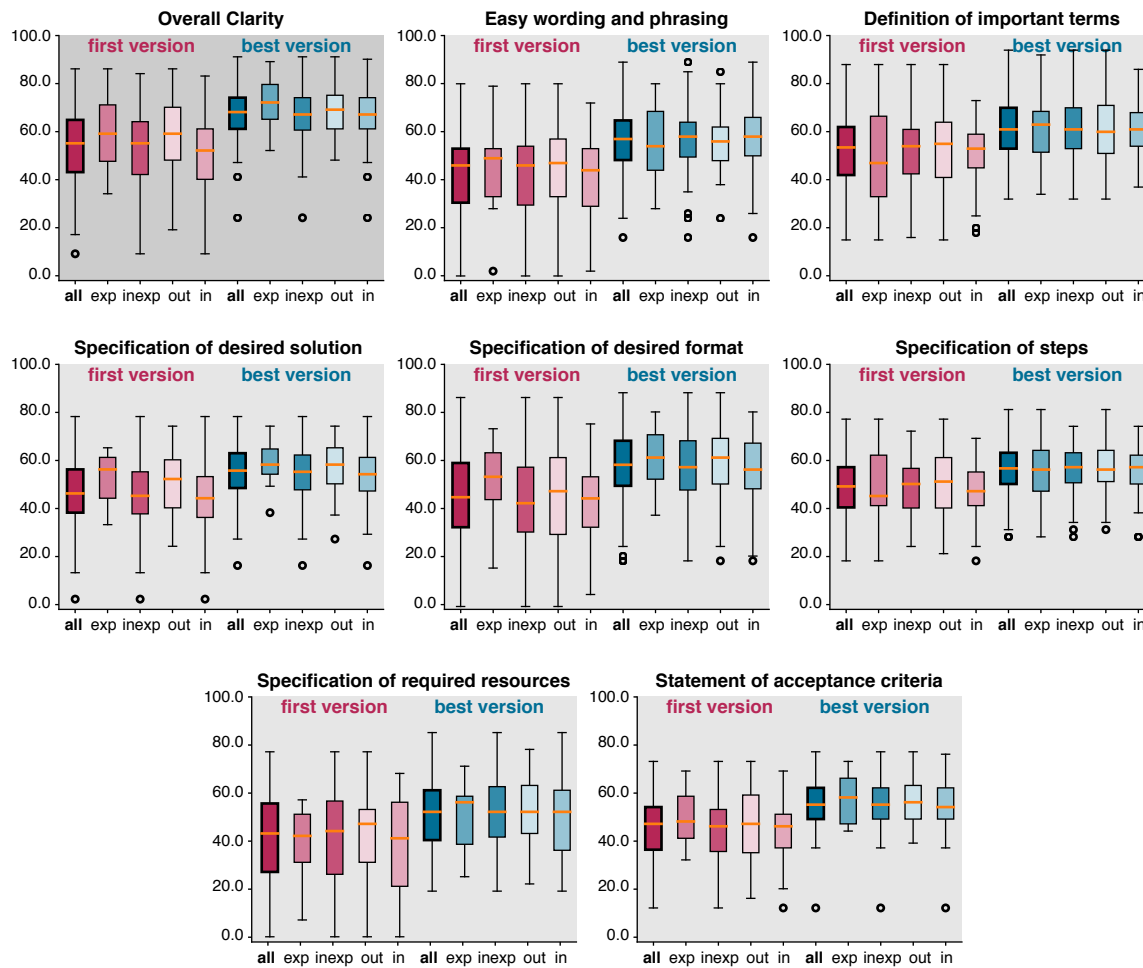 Overall Clarity
first version best version
100.0
80.0
60.0
40.0
20.0
0.0
all exp inexp out in all exp inexp out in
Easy wording and phrasing
first version best version
100.0
80.0
60.0
40.0
20.0
0.0
all exp inexp out in all exp inexp out in
Definition of important terms
first version best version
100.0
80.0
60.0
40.0
20.0
0.0
all exp inexp out in all exp inexp out in
Specification of desired solution
first version best version
100.0
80.0
60.0
40.0
20.0
0.0
all exp inexp out in all exp inexp out in
Specification of desired format
first version best version
100.0
80.0
60.0
40.0
20.0
0.0
all exp inexp out in all exp inexp out in
Specification of steps
first version best version
100.0
80.0
60.0
40.0
20.0
0.0
all exp inexp out in all exp inexp out in
Specification of required resources
first version best version
100.0
80.0
60.0
40.0
20.0
0.0
all exp inexp out in all exp inexp out in
Statement of acceptance criteria
first version best version
100.0
80.0
60.0
40.0
20.0
0.0
all exp inexp out in all exp inexp out in